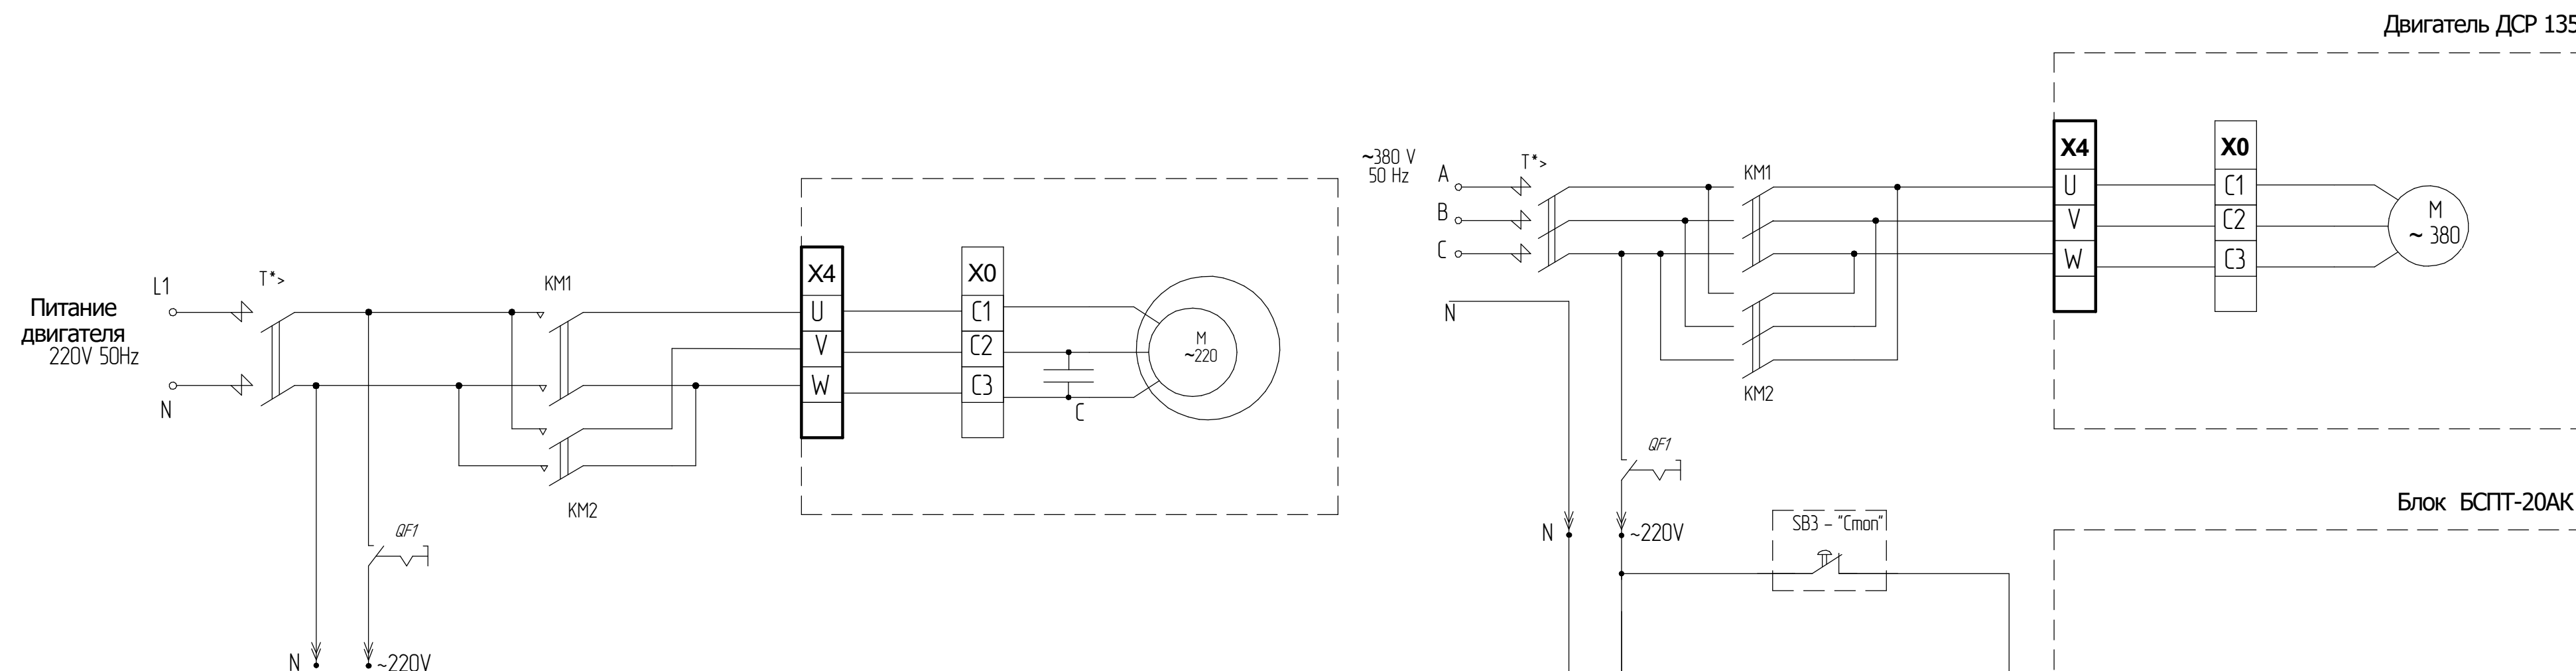 Двигатель ДСР 135
~380 V
50 Hz
A
B
C
N
T*>
KM1
KM2
X4
U
V
W
X0
C1
C2
C3
M
~ 380
L1
T*>
KM1
Питание
двигателя
220V 50Hz
N
KM2
X4
U
V
W
X0
C1
C2
C3
M
~220
C
QF1
N
~220V
QF1
N
~220V
SB3 - "Стоп"
Блок БСПТ-20АК